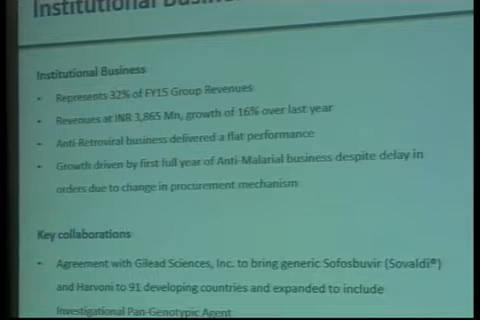 Institutional
Institutional Business
• Represents 32% of FY15 Group Revenues
• Revenues at INR 3,865 Mn, growth of 16% over last year
• Anti-Retroviral business delivered a flat performance
• Growth driven by first full year of Anti-Malarial business despite delay in
orders due to change in procurement mechanism
Key collaborations
• Agreement with Gilead Sciences, Inc. to bring generic Sofosbuvir (Sovaldi®)
and Harvoni to 91 developing countries and expanded to include
Investigational Pan-Genotypic Agent